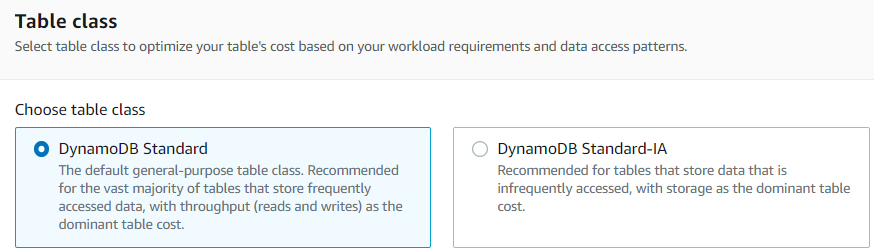 Table class
Select table class to optimize your table's cost based on your workload requirements and data access patterns.
Choose table class
DynamoDB Standard
The default general-purpose table class. Recommended
for the vast majority of tables that store frequently
accessed data, with throughput (reads and writes) as the
dominant table cost.
DynamoDB Standard-IA
Recommended for tables that store data that is
infrequently accessed, with storage as the dominant table
cost.